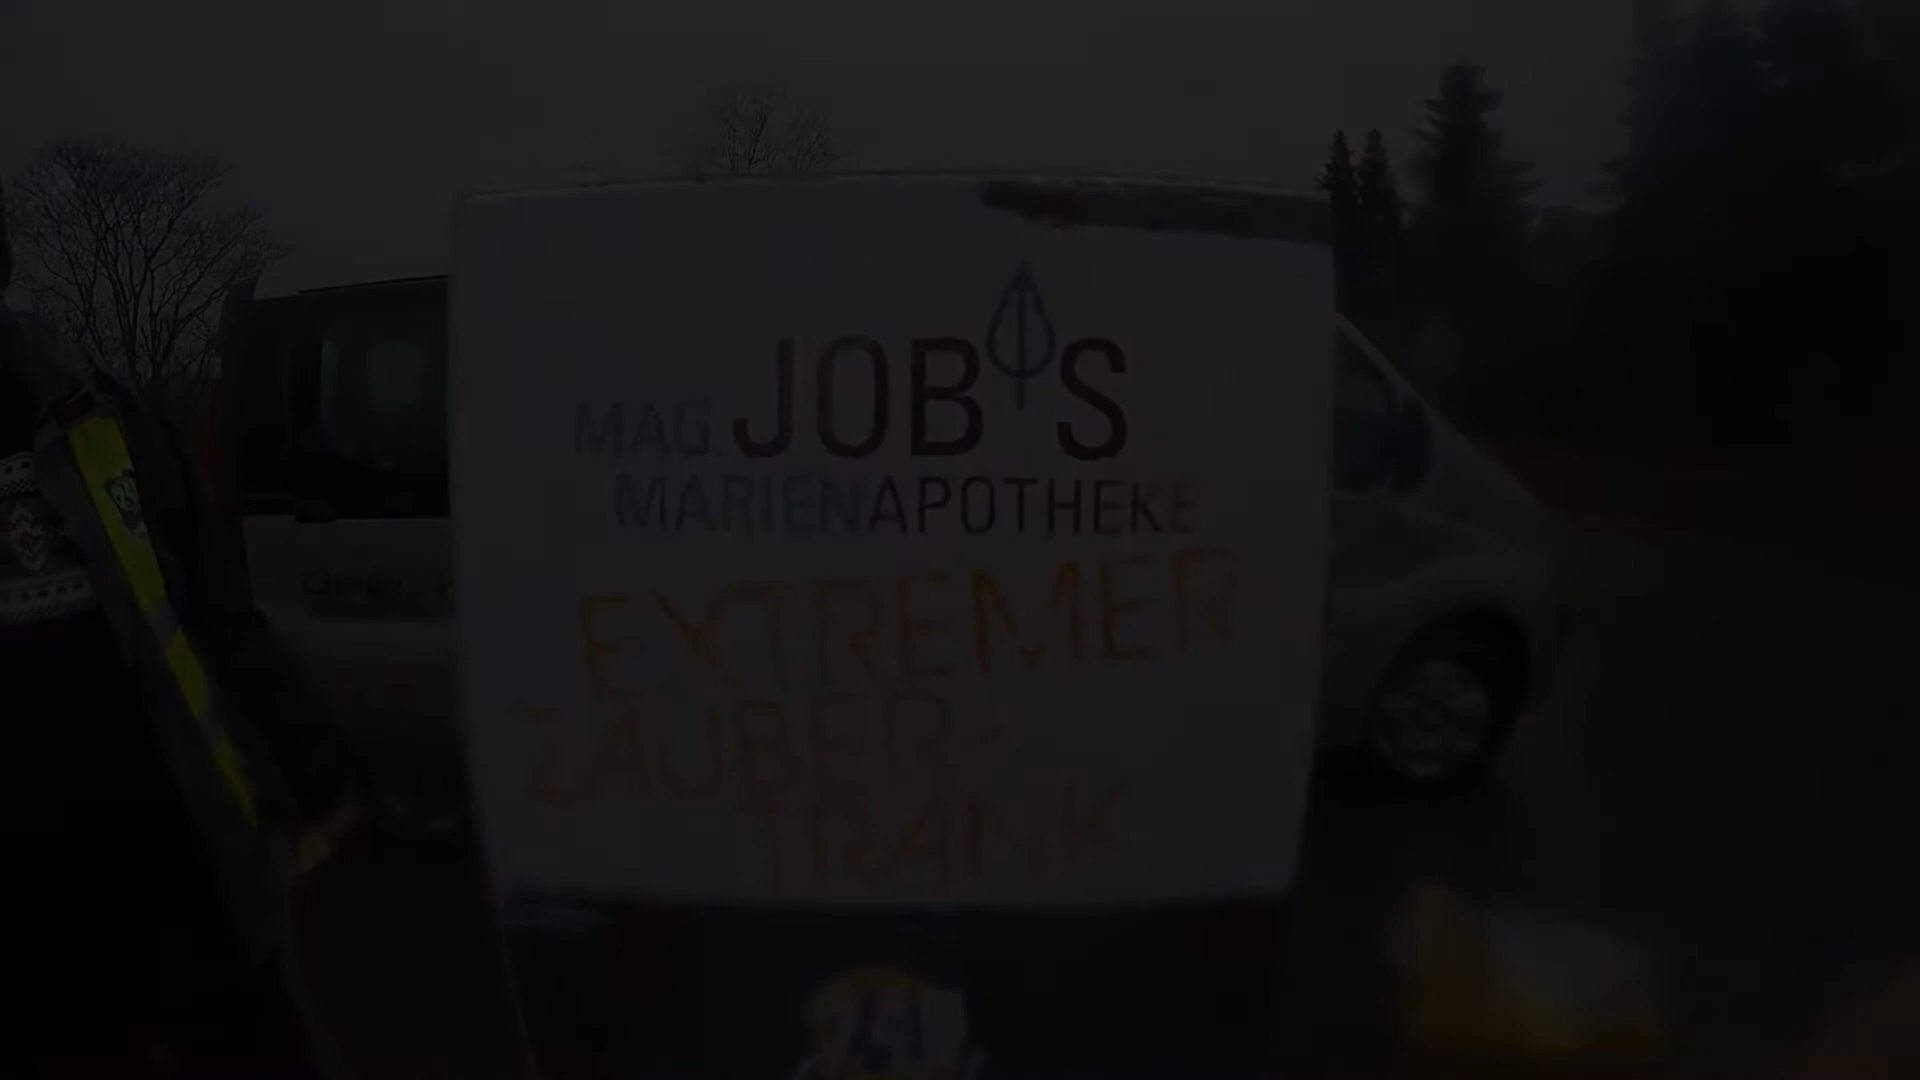 MAG. JOB'S
MARIENAPOTHEKE
EXTREMER
ZAUBER-
TRANK